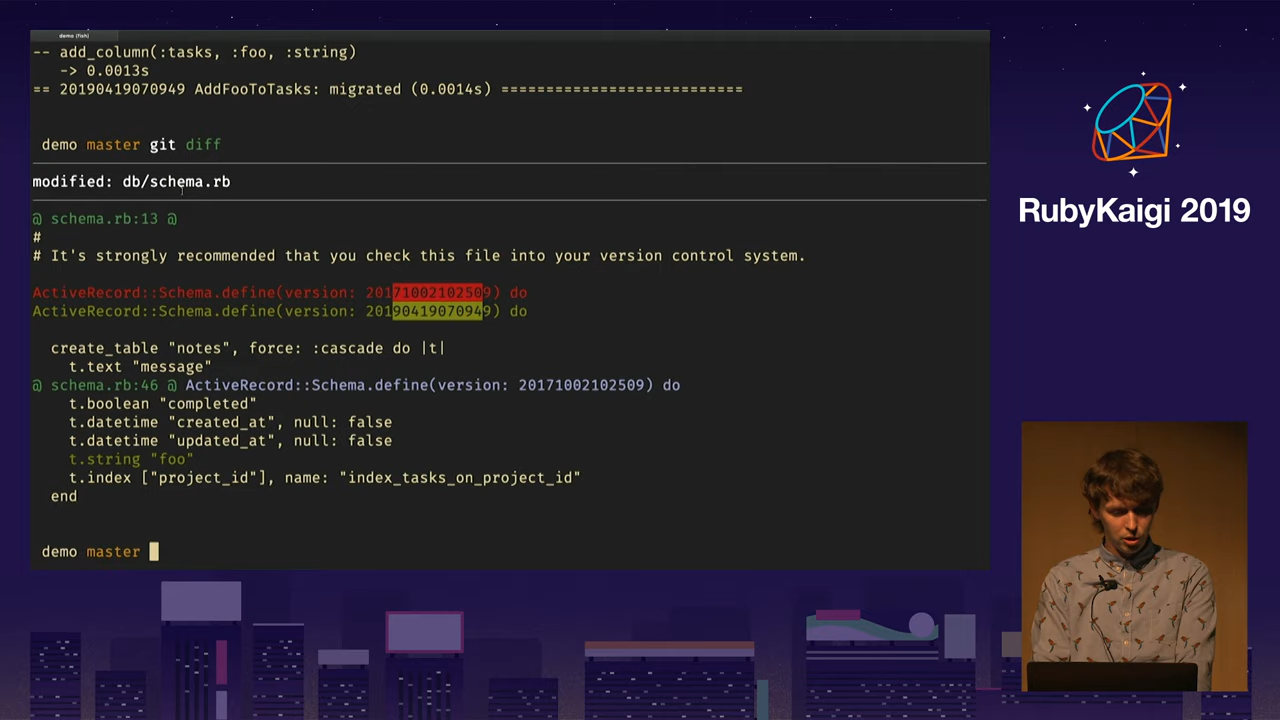 demo (fish)
-- add_column(:tasks, :foo, :string)
-> 0.0013s
== 20190419070949 AddFooToTasks: migrated (0.0014s) ===========================
demo master git diff
modified: db/schema.rb
@ schema.rb:13 @
#
# It's strongly recommended that you check this file into your version control system.
ActiveRecord::Schema.define(version: 20171002102509) do
ActiveRecord::Schema.define(version: 20190419070949) do
create_table "notes", force: :cascade do |t|
t.text "message"
@ schema.rb:46 @ ActiveRecord::Schema.define(version: 20171002102509) do
t.boolean "completed"
t.datetime "created_at", null: false
t.datetime "updated_at", null: false
t.string "foo"
t.index ["project_id"], name: "index_tasks_on_project_id"
end
demo master
RubyKaigi 2019